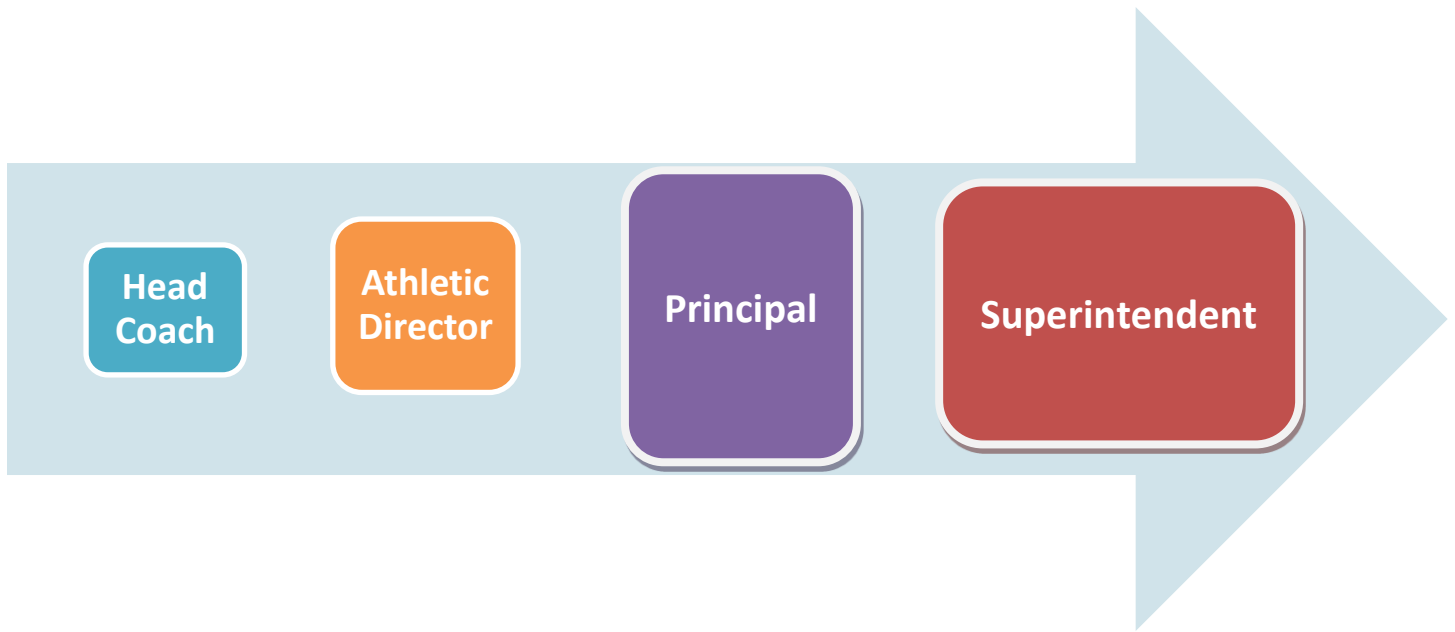 Head
Coach
Athletic
Director
Principal
Superintendent